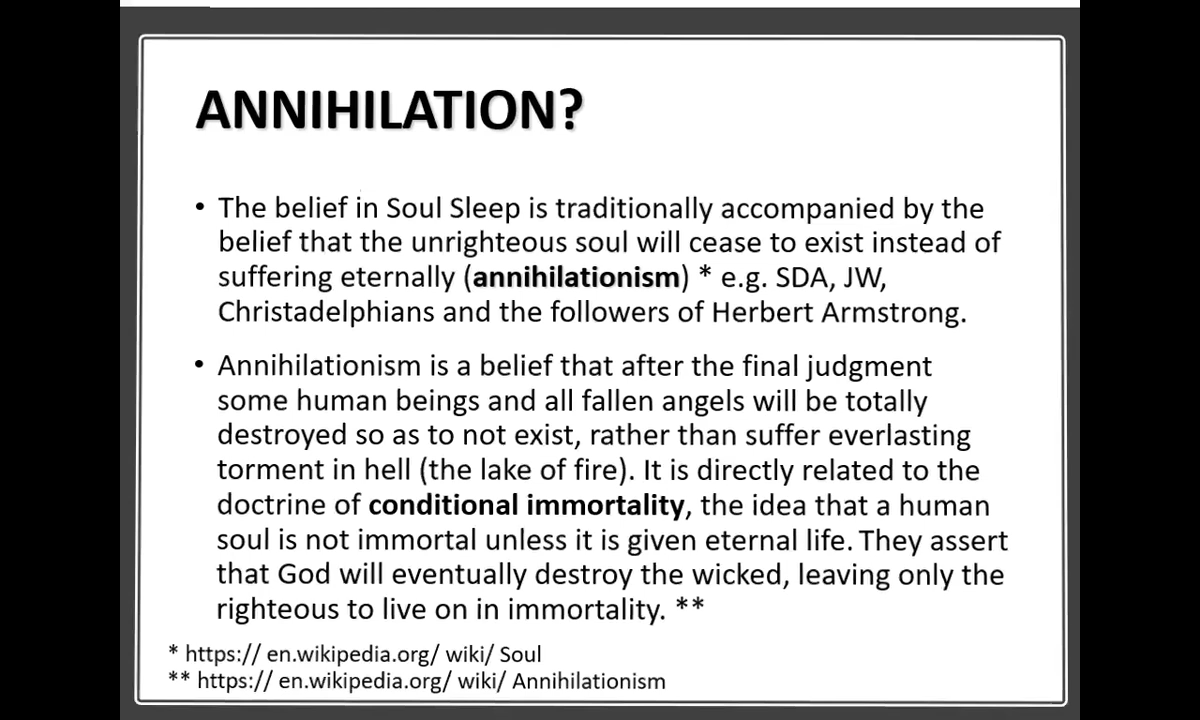 ANNIHILATION?
• The belief in Soul Sleep is traditionally accompanied by the
belief that the unrighteous soul will cease to exist instead of
suffering eternally (annihilationism) * e.g. SDA, JW,
Christadelphians and the followers of Herbert Armstrong.
• Annihilationism is a belief that after the final judgment
some human beings and all fallen angels will be totally
destroyed so as to not exist, rather than suffer everlasting
torment in hell (the lake of fire). It is directly related to the
doctrine of conditional immortality, the idea that a human
soul is not immortal unless it is given eternal life. They assert
that God will eventually destroy the wicked, leaving only the
righteous to live on in immortality. **
* https:// en.wikipedia.org/ wiki/ Soul
** https:// en.wikipedia.org/ wiki/ Annihilationism